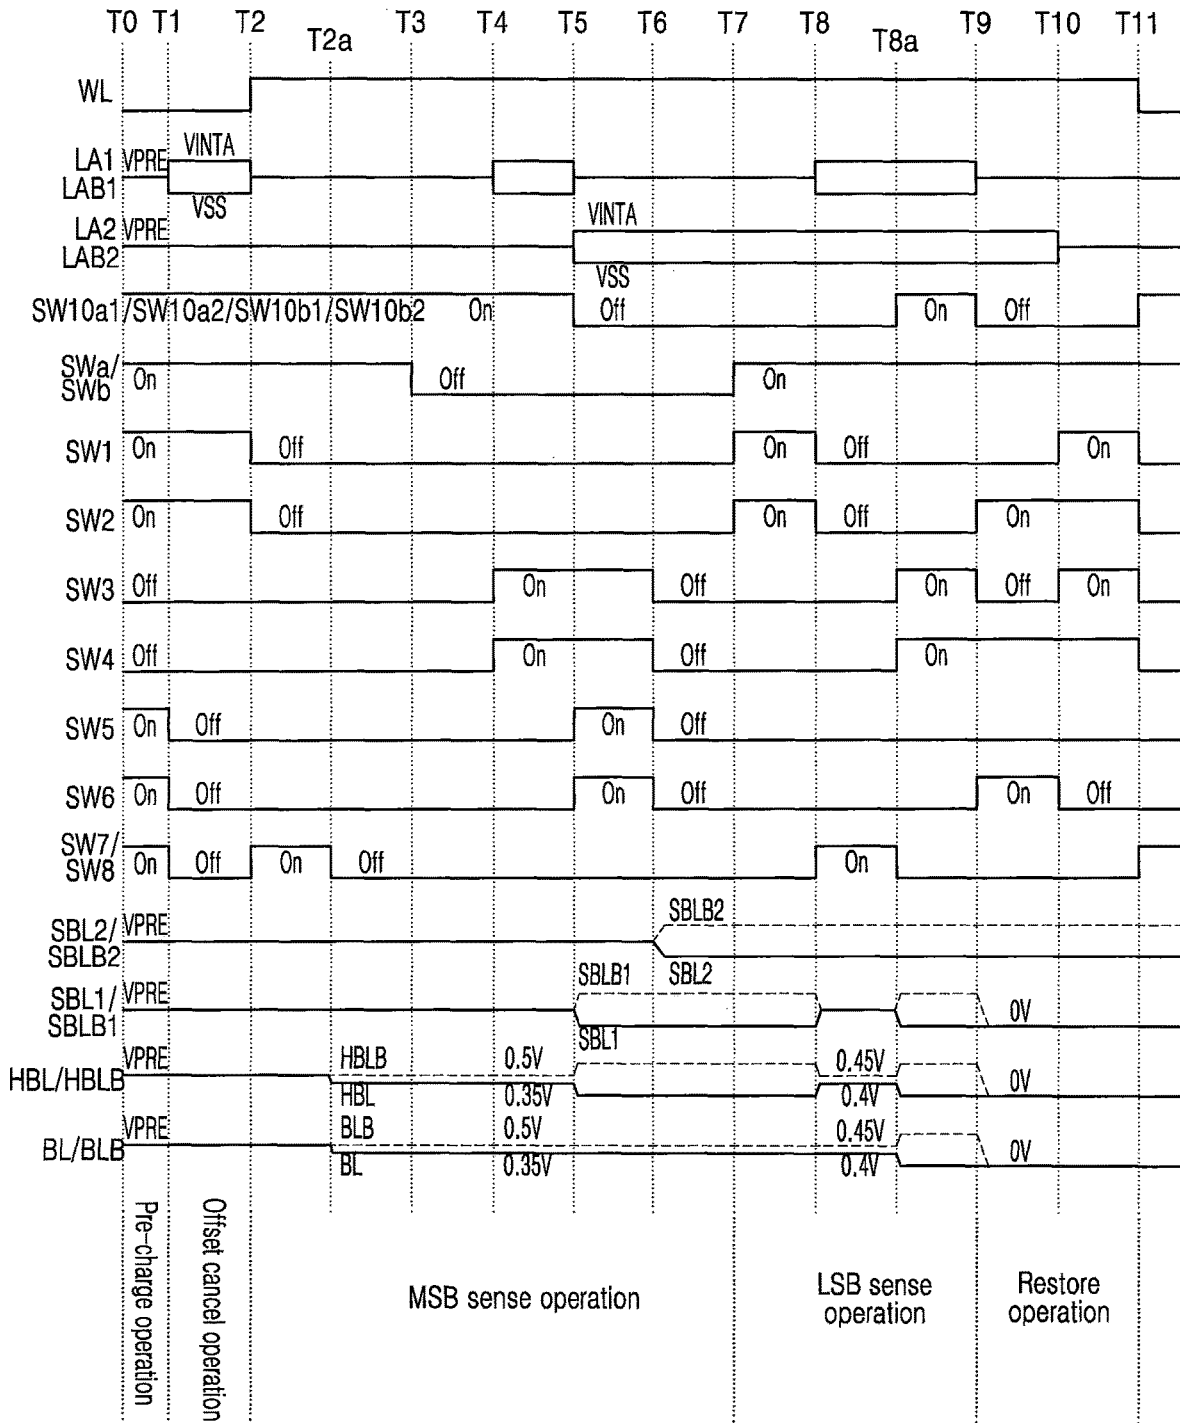 T0 T1 T2 T2a T3 T4 T5 T6 T7 T8 T8a T9 T10 T11
WL
LA1 VPRE VINTA
LAB1 VSS
LA2 VPRE VINTA
LAB2
VSS
SW10a1/SW10a2/SW10b1/SW10b2 On Off On Off
SWa/
SWb On Off On
SW1 On Off On Off On
SW2 On Off On Off On
SW3 Off On Off On Off On
SW4 Off On Off On
SW5 On Off On Off
SW6 On Off On Off On Off
SW7/
SW8 On Off On Off On
SBL2/ VPRE SBLB2
SBLB2
SBL1/ VPRE SBLB1 SBL2
SBLB1 0V
SBL1
VPRE HBLB 0.5V 0.45V
HBL/HBLB HBL 0.35V 0.4V 0V
VPRE BLB 0.5V 0.45V
BL/BLB BL 0.35V 0.4V 0V
Pre-charge operation
Offset cancel operation
MSB sense operation
LSB sense
operation
Restore
operation